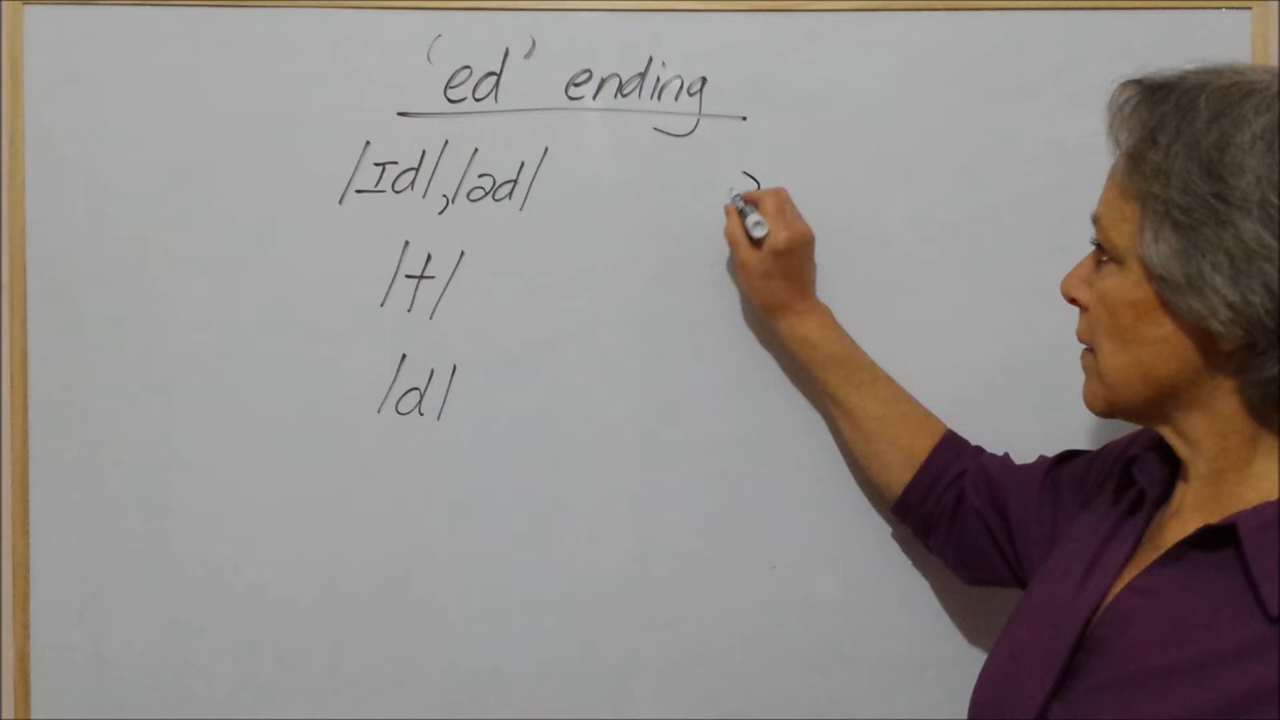 'ed' ending
/ɪd/, /əd/
/t/
/d/